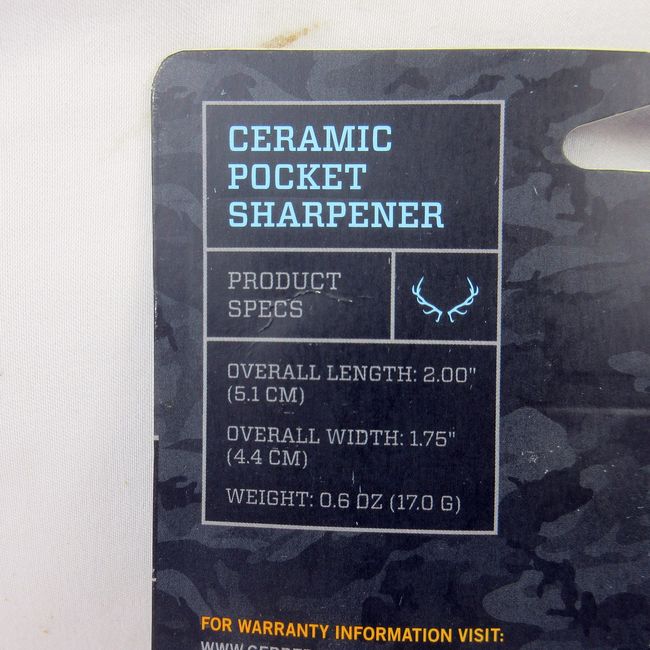 CERAMIC
POCKET
SHARPENER
PRODUCT
SPECS
OVERALL LENGTH: 2.00"
(5.1 CM)
OVERALL WIDTH: 1.75"
(4.4 CM)
WEIGHT: 0.6 OZ (17.0 G)
FOR WARRANTY INFORMATION VISIT: